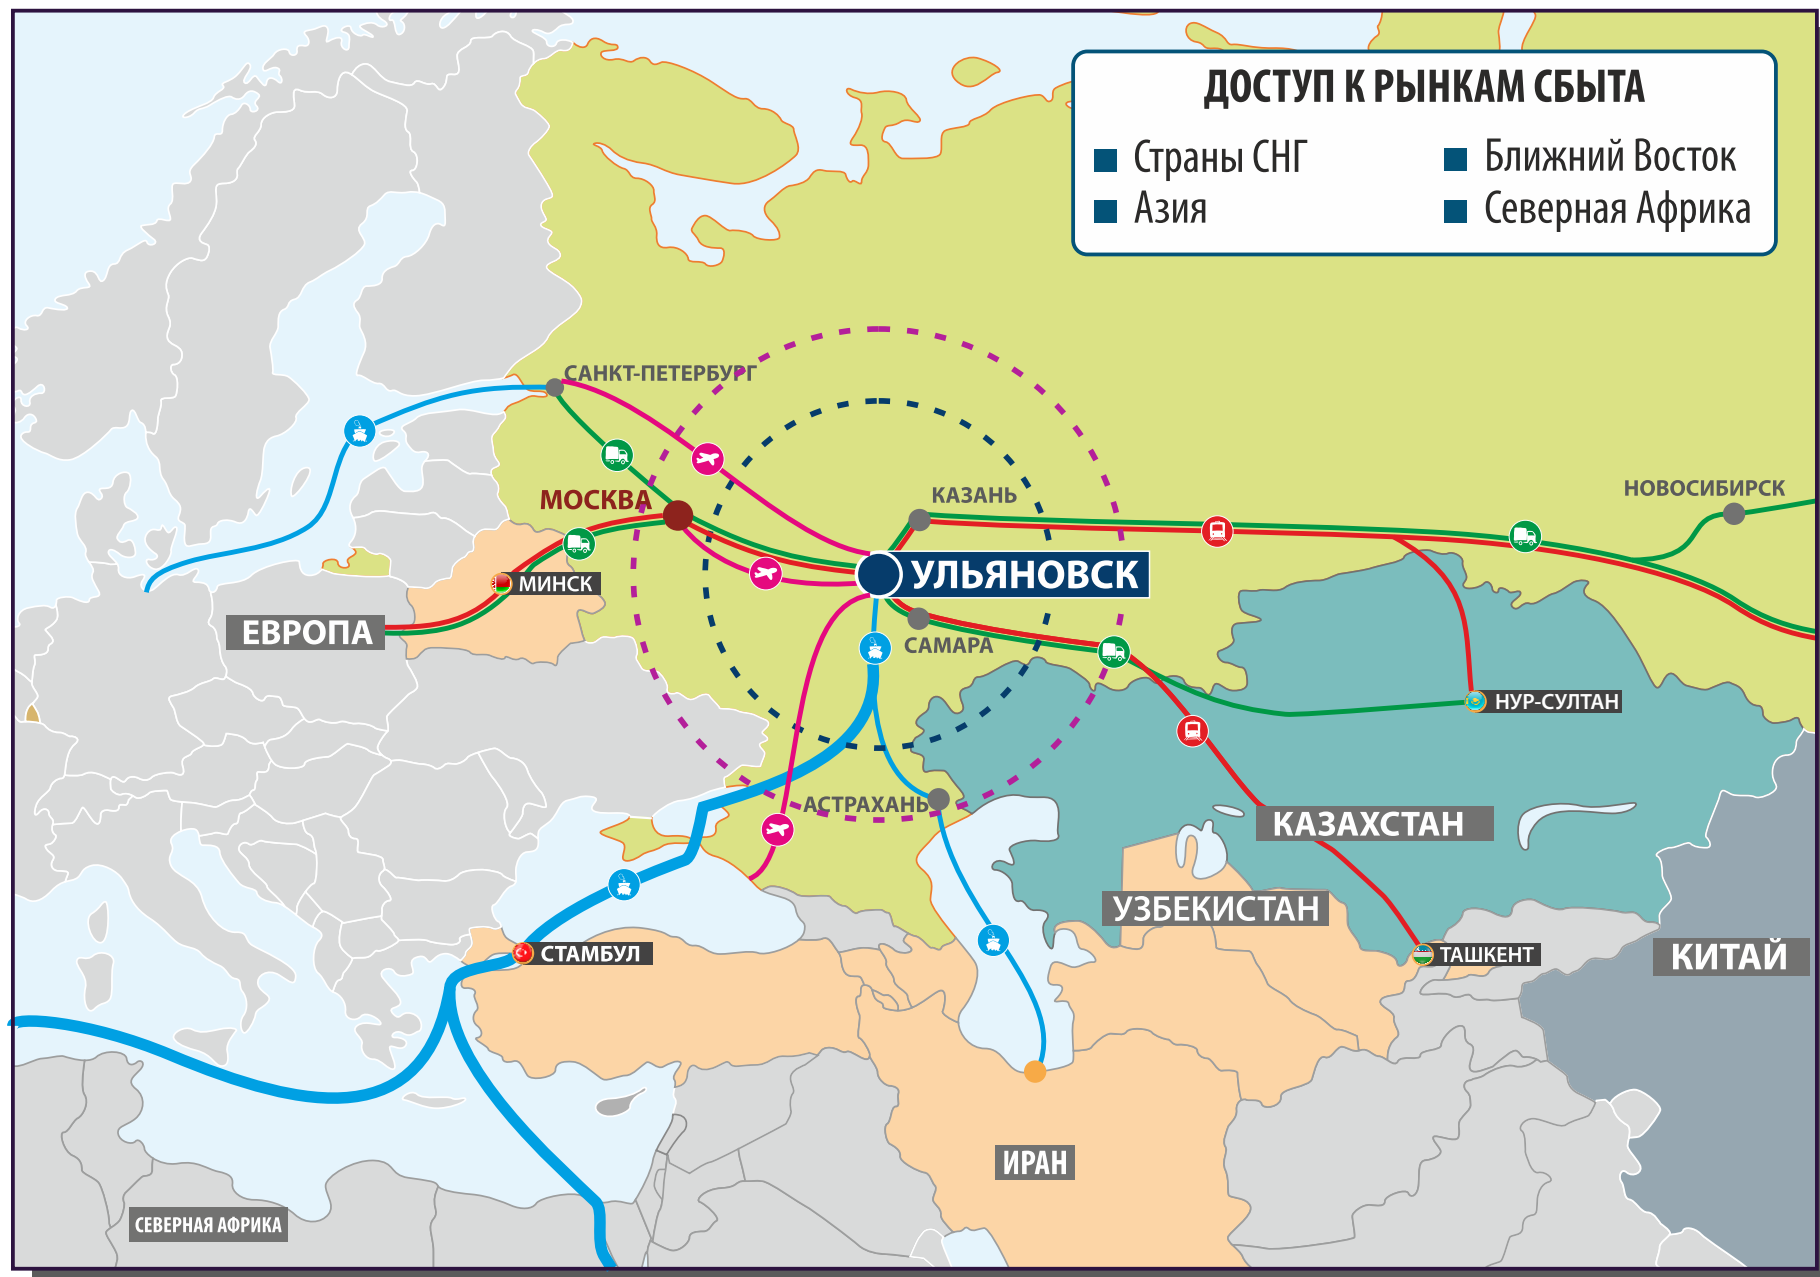 ДОСТУП К РЫНКАМ СБЫТА
Страны СНГ
Ближний Восток
Азия
Северная Африка
САНКТ-ПЕТЕРБУРГ
МОСКВА
КАЗАНЬ
НОВОСИБИРСК
УЛЬЯНОВСК
МИНСК
ЕВРОПА
САМАРА
НУР-СУЛТАН
АСТРАХАНЬ
КАЗАХСТАН
УЗБЕКИСТАН
СТАМБУЛ
ТАШКЕНТ
КИТАЙ
ИРАН
СЕВЕРНАЯ АФРИКА